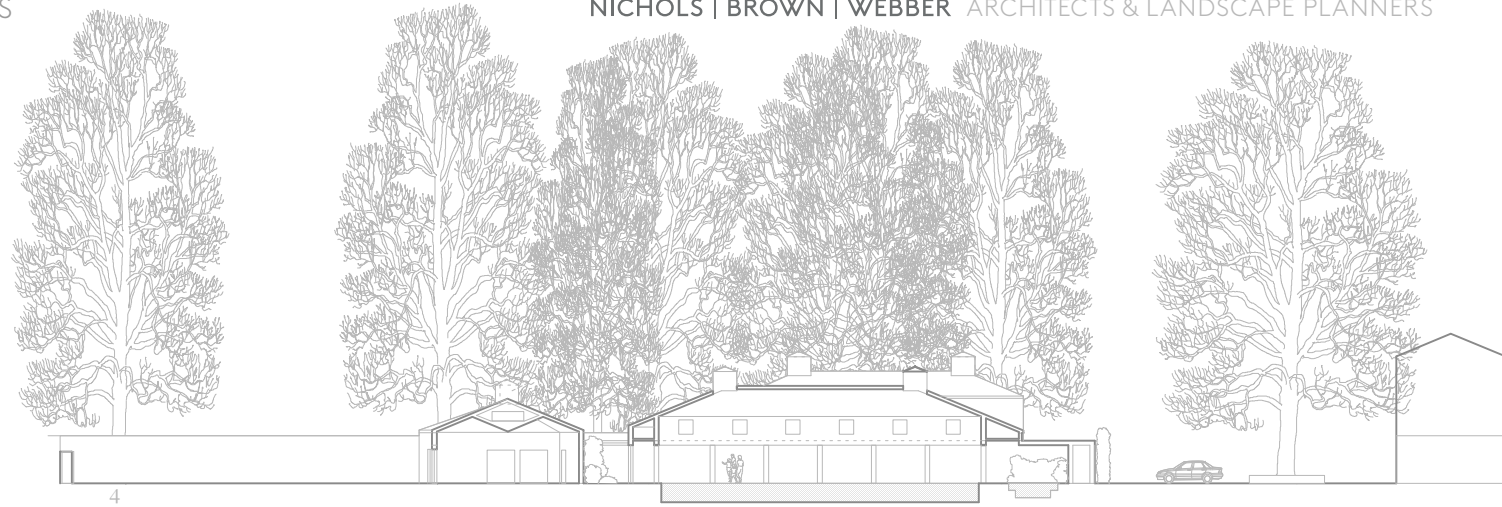 S
NICHOLS | BROWN | WEBBER ARCHITECTS & LANDSCAPE PLANNERS
4